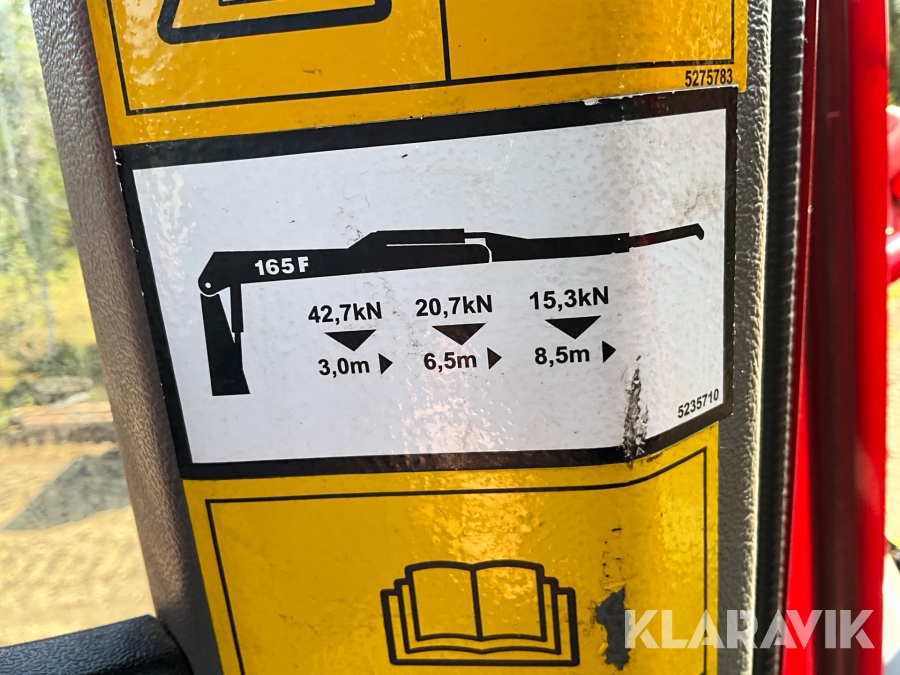 5275783
165F
42,7kN 20,7kN 15,3kN
3,0m 6,5m 8,5m
5235710
KLARAVIK